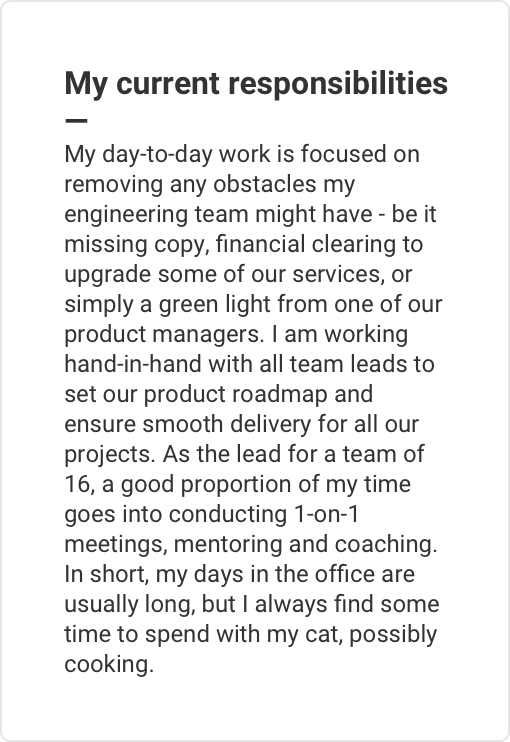 My current responsibilities
—
My day-to-day work is focused on
removing any obstacles my
engineering team might have - be it
missing copy, financial clearing to
upgrade some of our services, or
simply a green light from one of our
product managers. I am working
hand-in-hand with all team leads to
set our product roadmap and
ensure smooth delivery for all our
projects. As the lead for a team of
16, a good proportion of my time
goes into conducting 1-on-1
meetings, mentoring and coaching.
In short, my days in the office are
usually long, but I always find some
time to spend with my cat, possibly
cooking.